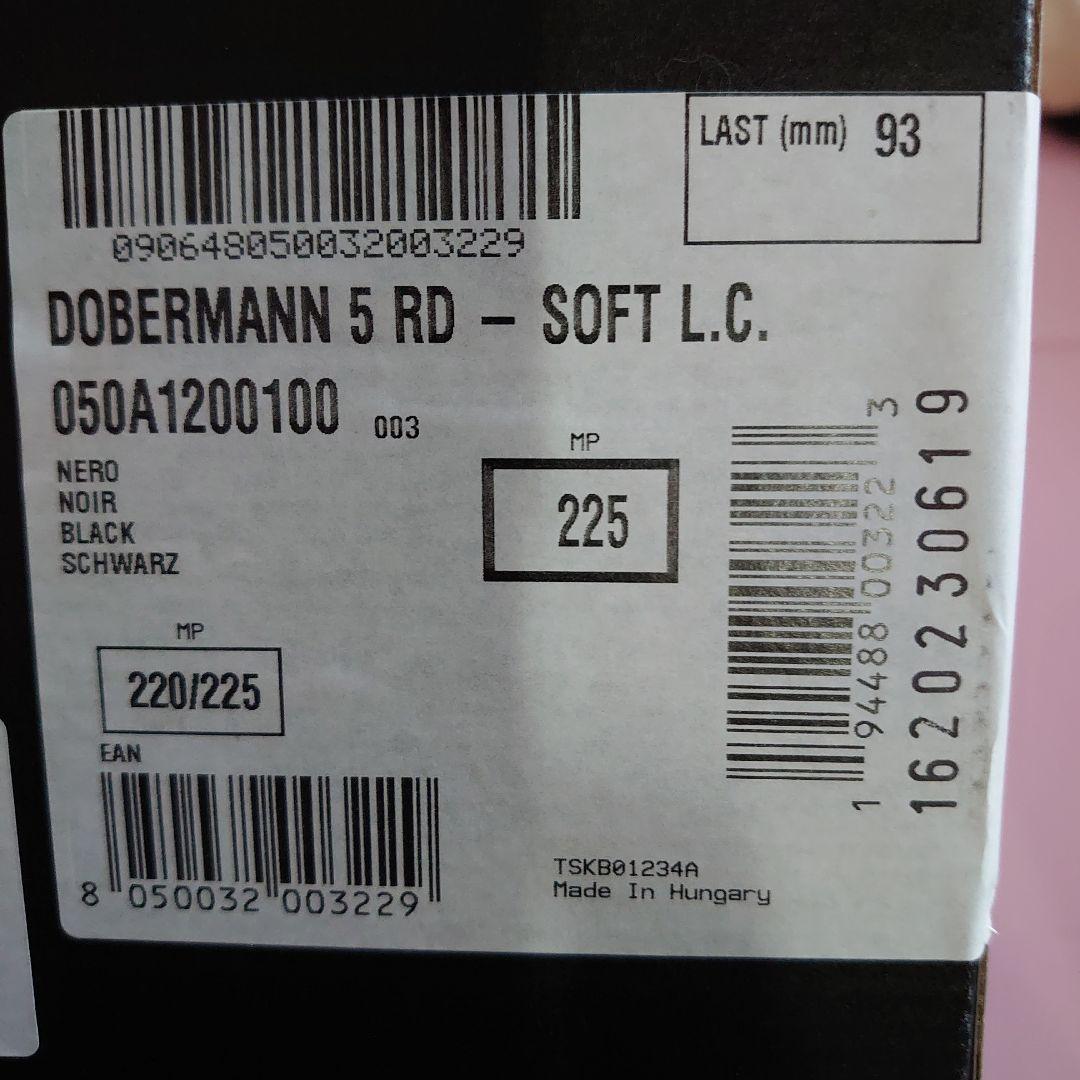 LAST (mm) 93
090648050032003229
DOBERMANN 5 RD – SOFT L.C.
050A1200100 003
NERO
NOIR
BLACK
SCHWARZ
MP
225
MP
220/225
EAN
8 050032 003229
1 94488 00322 3
1620230619
TSKB01234A
Made In Hungary